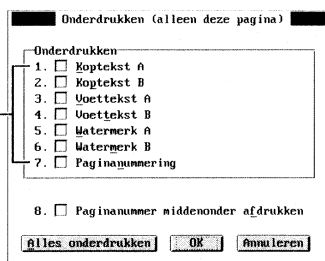 Onderdrukken (alleen deze pagina)
Onderdrukken
1. Koptekst A
2. Koptekst B
3. Voettekst A
4. Voettekst B
5. Watermerk A
6. Watermerk B
7. Paginanummering
8. Paginanummer middenonder afdrukken
Alles onderdrukken OK Annuleren